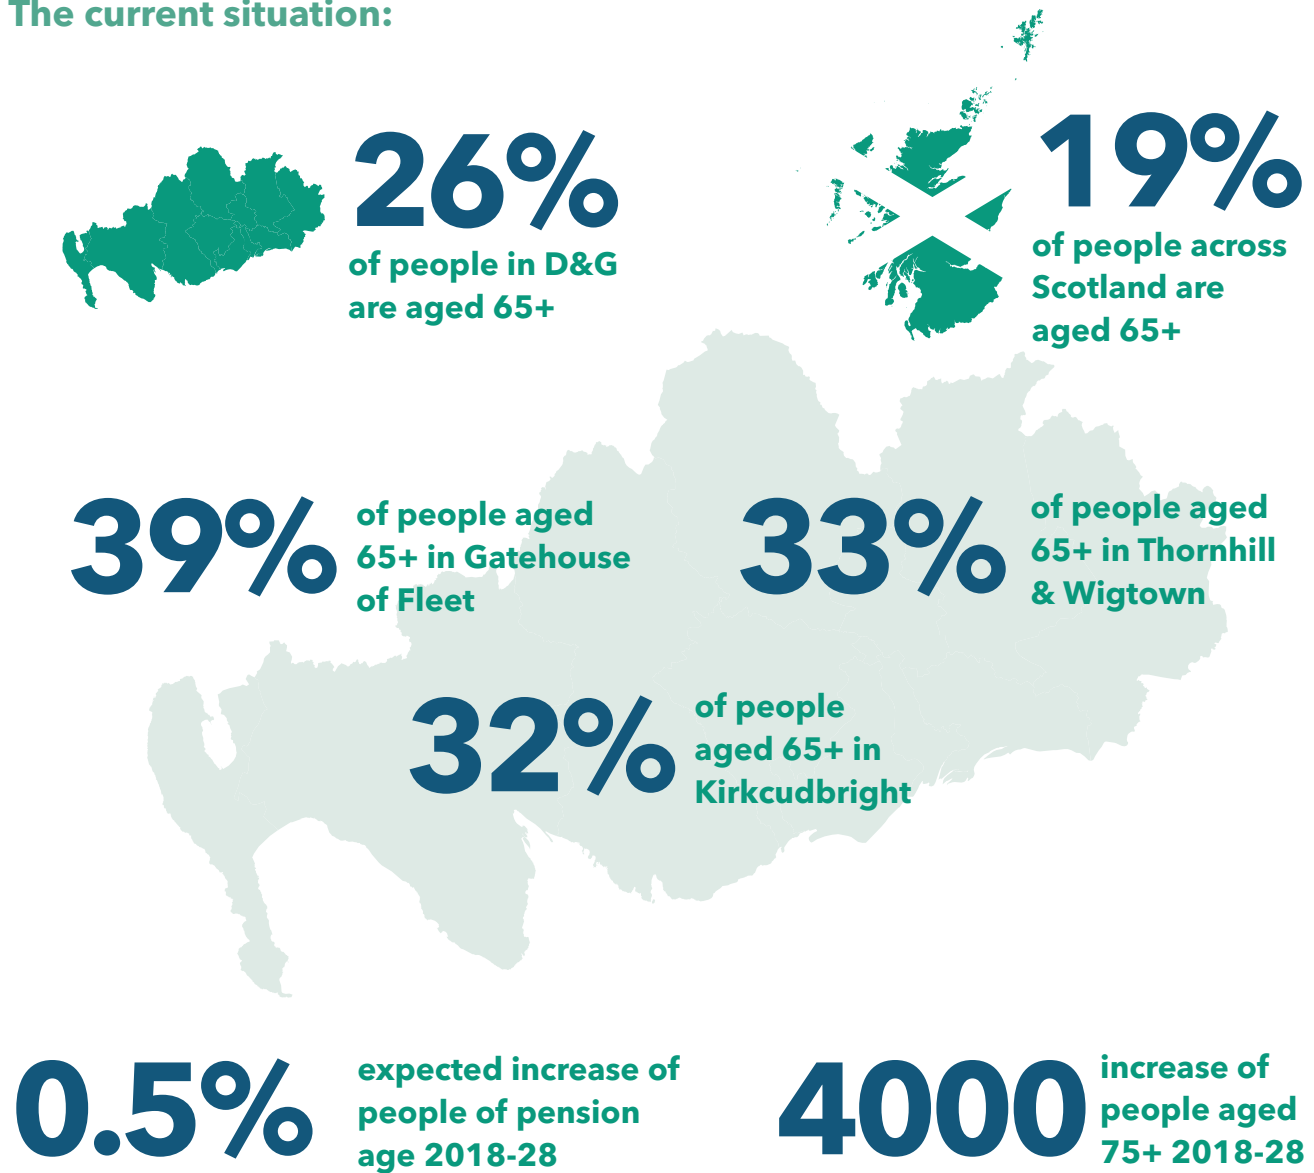 The current situation:
26%
of people in D&G
are aged 65+
19%
of people across
Scotland are
aged 65+
39%
of people aged
65+ in Gatehouse
of Fleet
33%
of people aged
65+ in Thornhill
& Wigtown
32%
of people
aged 65+ in
Kirkcudbright
0.5%
expected increase of
people of pension
age 2018-28
4000
increase of
people aged
75+ 2018-28